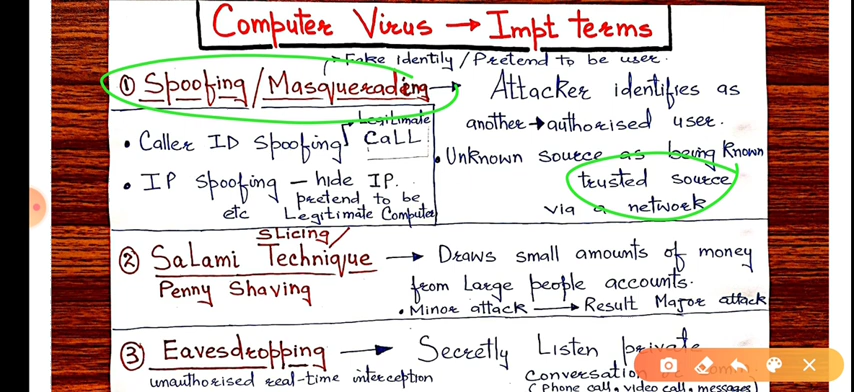 Computer Virus → Impt terms
Fake Identity / Pretend to be user.
① Spoofing / Masquerading → Attacker identifies as
another → authorised user.
• Caller ID Spoofing
Legitimate
CaLL
• Unknown source as being known
trusted source
via a network
• IP spoofing — hide IP.
pretend to be
etc Legitimate Computer
SLicing /
② SaLami Technique → Draws small amounts of money
Penny Shaving
from Large people accounts.
• Minor attack → Result Major attack
③ Eavesdropping → Secretly Listen private
unauthorised real-time interception
conversation
(Phone call, video call, messages)